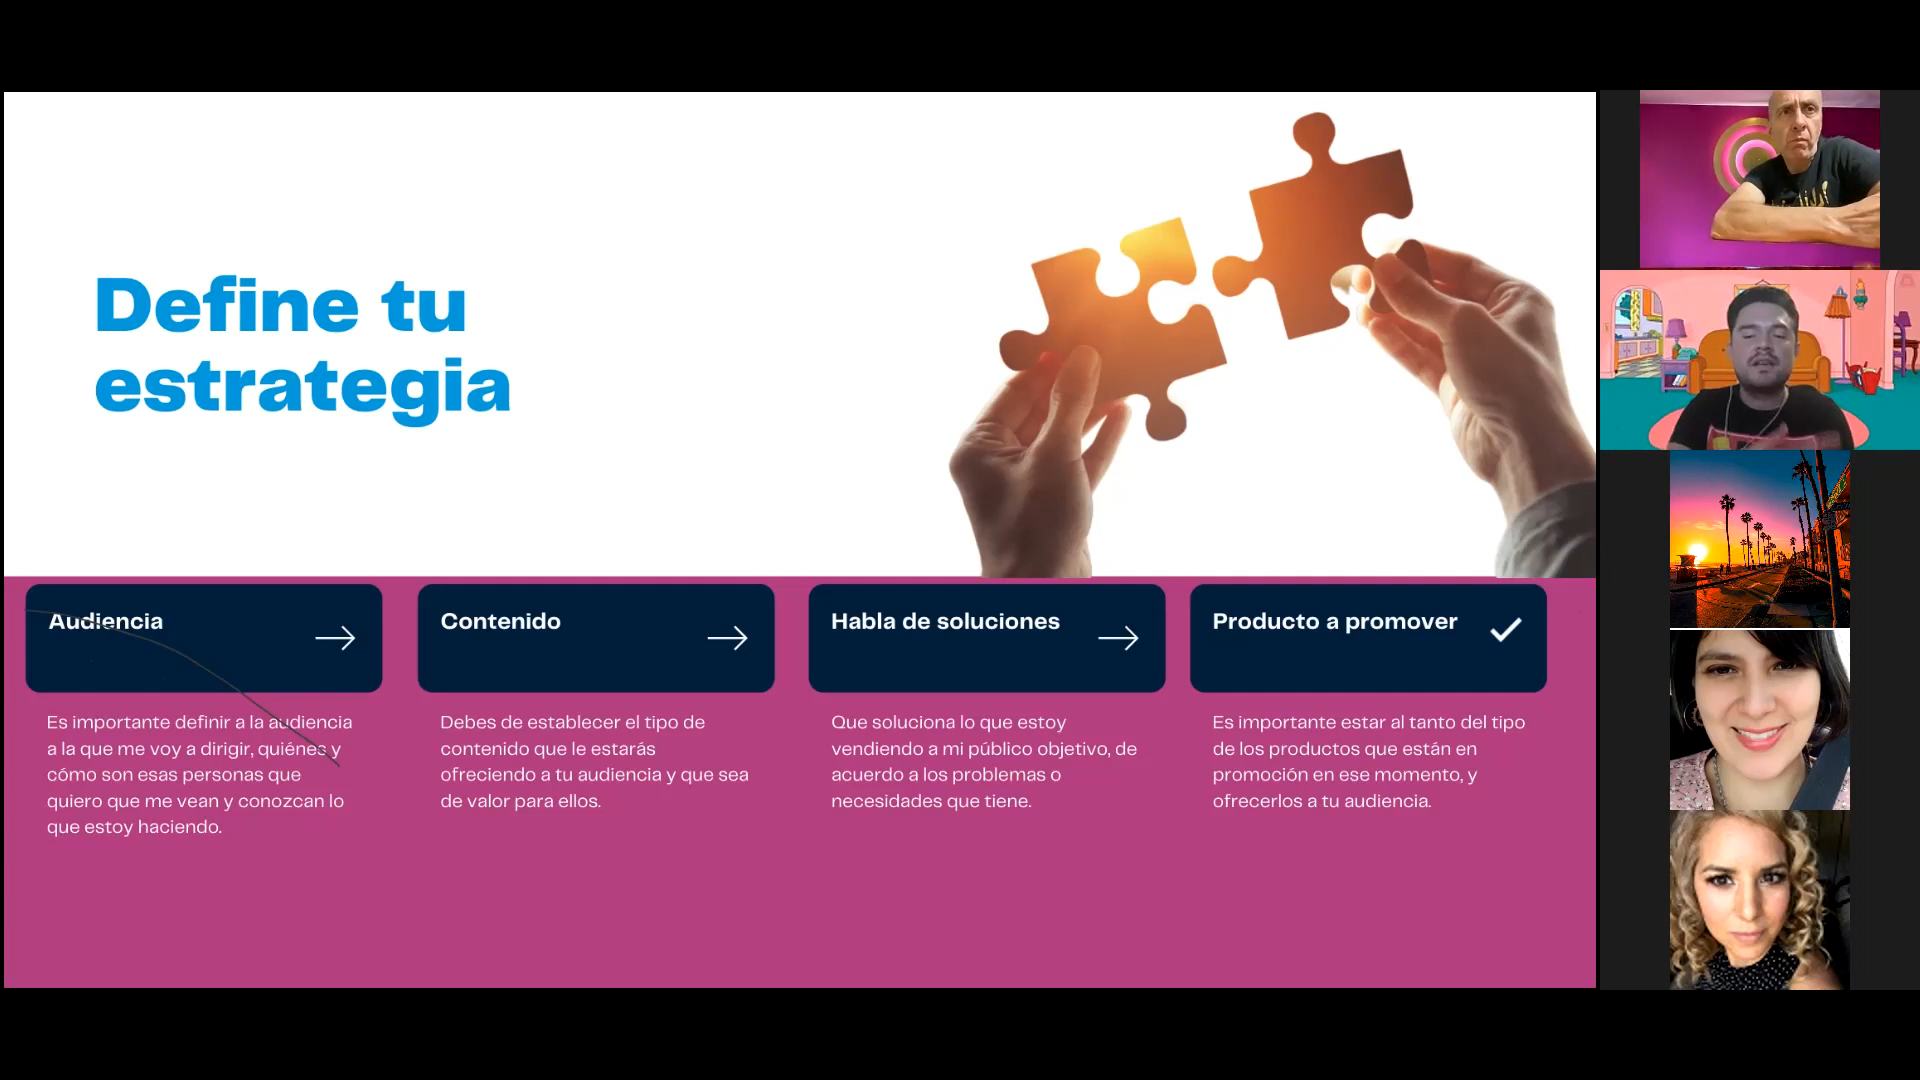 Define tu
estrategia
Audiencia
Es importante definir a la audiencia
a la que me voy a dirigir, quiénes y
cómo son esas personas que
quiero que me vean y conozcan lo
que estoy haciendo.
Contenido
Debes de establecer el tipo de
contenido que le estarás
ofreciendo a tu audiencia y que sea
de valor para ellos.
Habla de soluciones
Que soluciona lo que estoy
vendiendo a mi público objetivo, de
acuerdo a los problemas o
necesidades que tiene.
Producto a promover
Es importante estar al tanto del tipo
de los productos que están en
promoción en ese momento, y
ofrecerlos a tu audiencia.